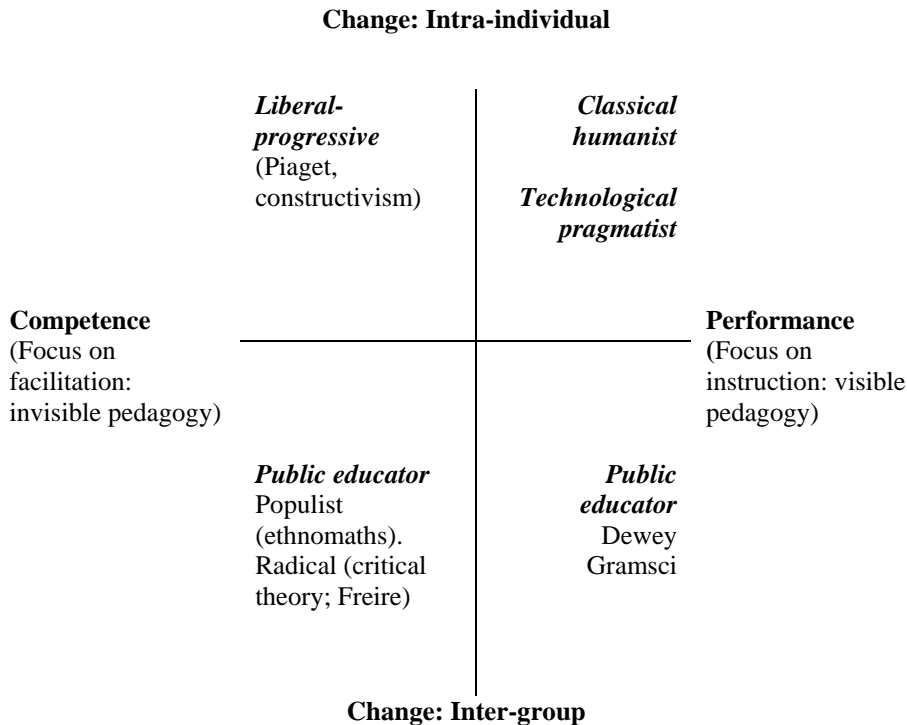 Change: Intra-individual
Liberal-
progressive
(Piaget,
constructivism)
Classical
humanist
Technological
pragmatist
Competence
(Focus on
facilitation:
invisible pedagogy)
Performance
(Focus on
instruction: visible
pedagogy)
Public educator
Populist
(ethnomaths).
Radical (critical
theory; Freire)
Public
educator
Dewey
Gramsci
Change: Inter-group